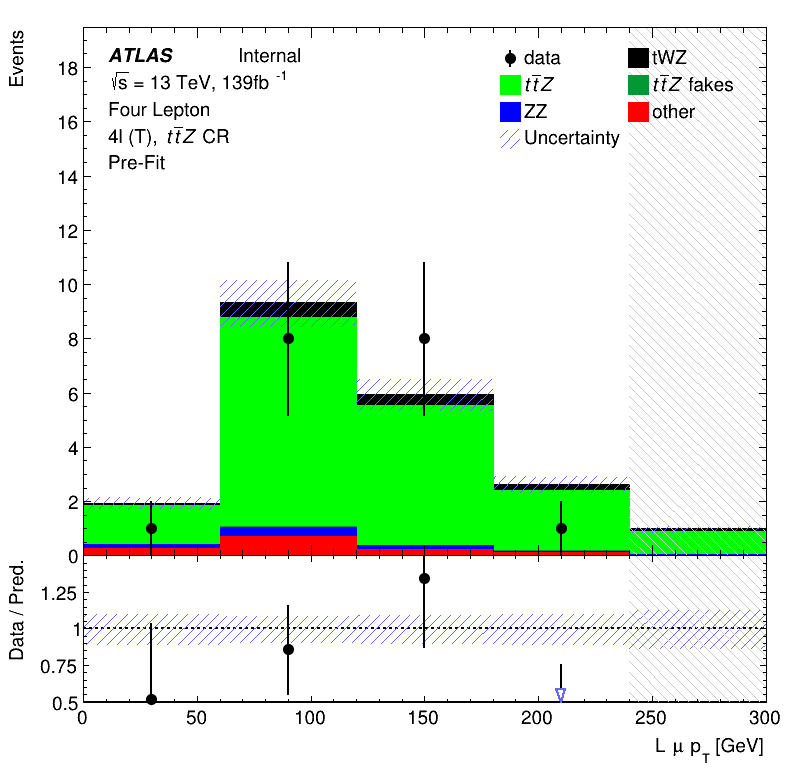 Events
18
16
14
12
10
8
6
4
2
0
ATLAS Internal
√s = 13 TeV, 139fb⁻¹
Four Lepton
4l (T), tt̄Z CR
Pre-Fit
data
tWZ
tt̄Z
tt̄Z fakes
ZZ
other
Uncertainty
Data / Pred.
1.25
1
0.75
0.5
0 50 100 150 200 250 300
L μ p_T [GeV]